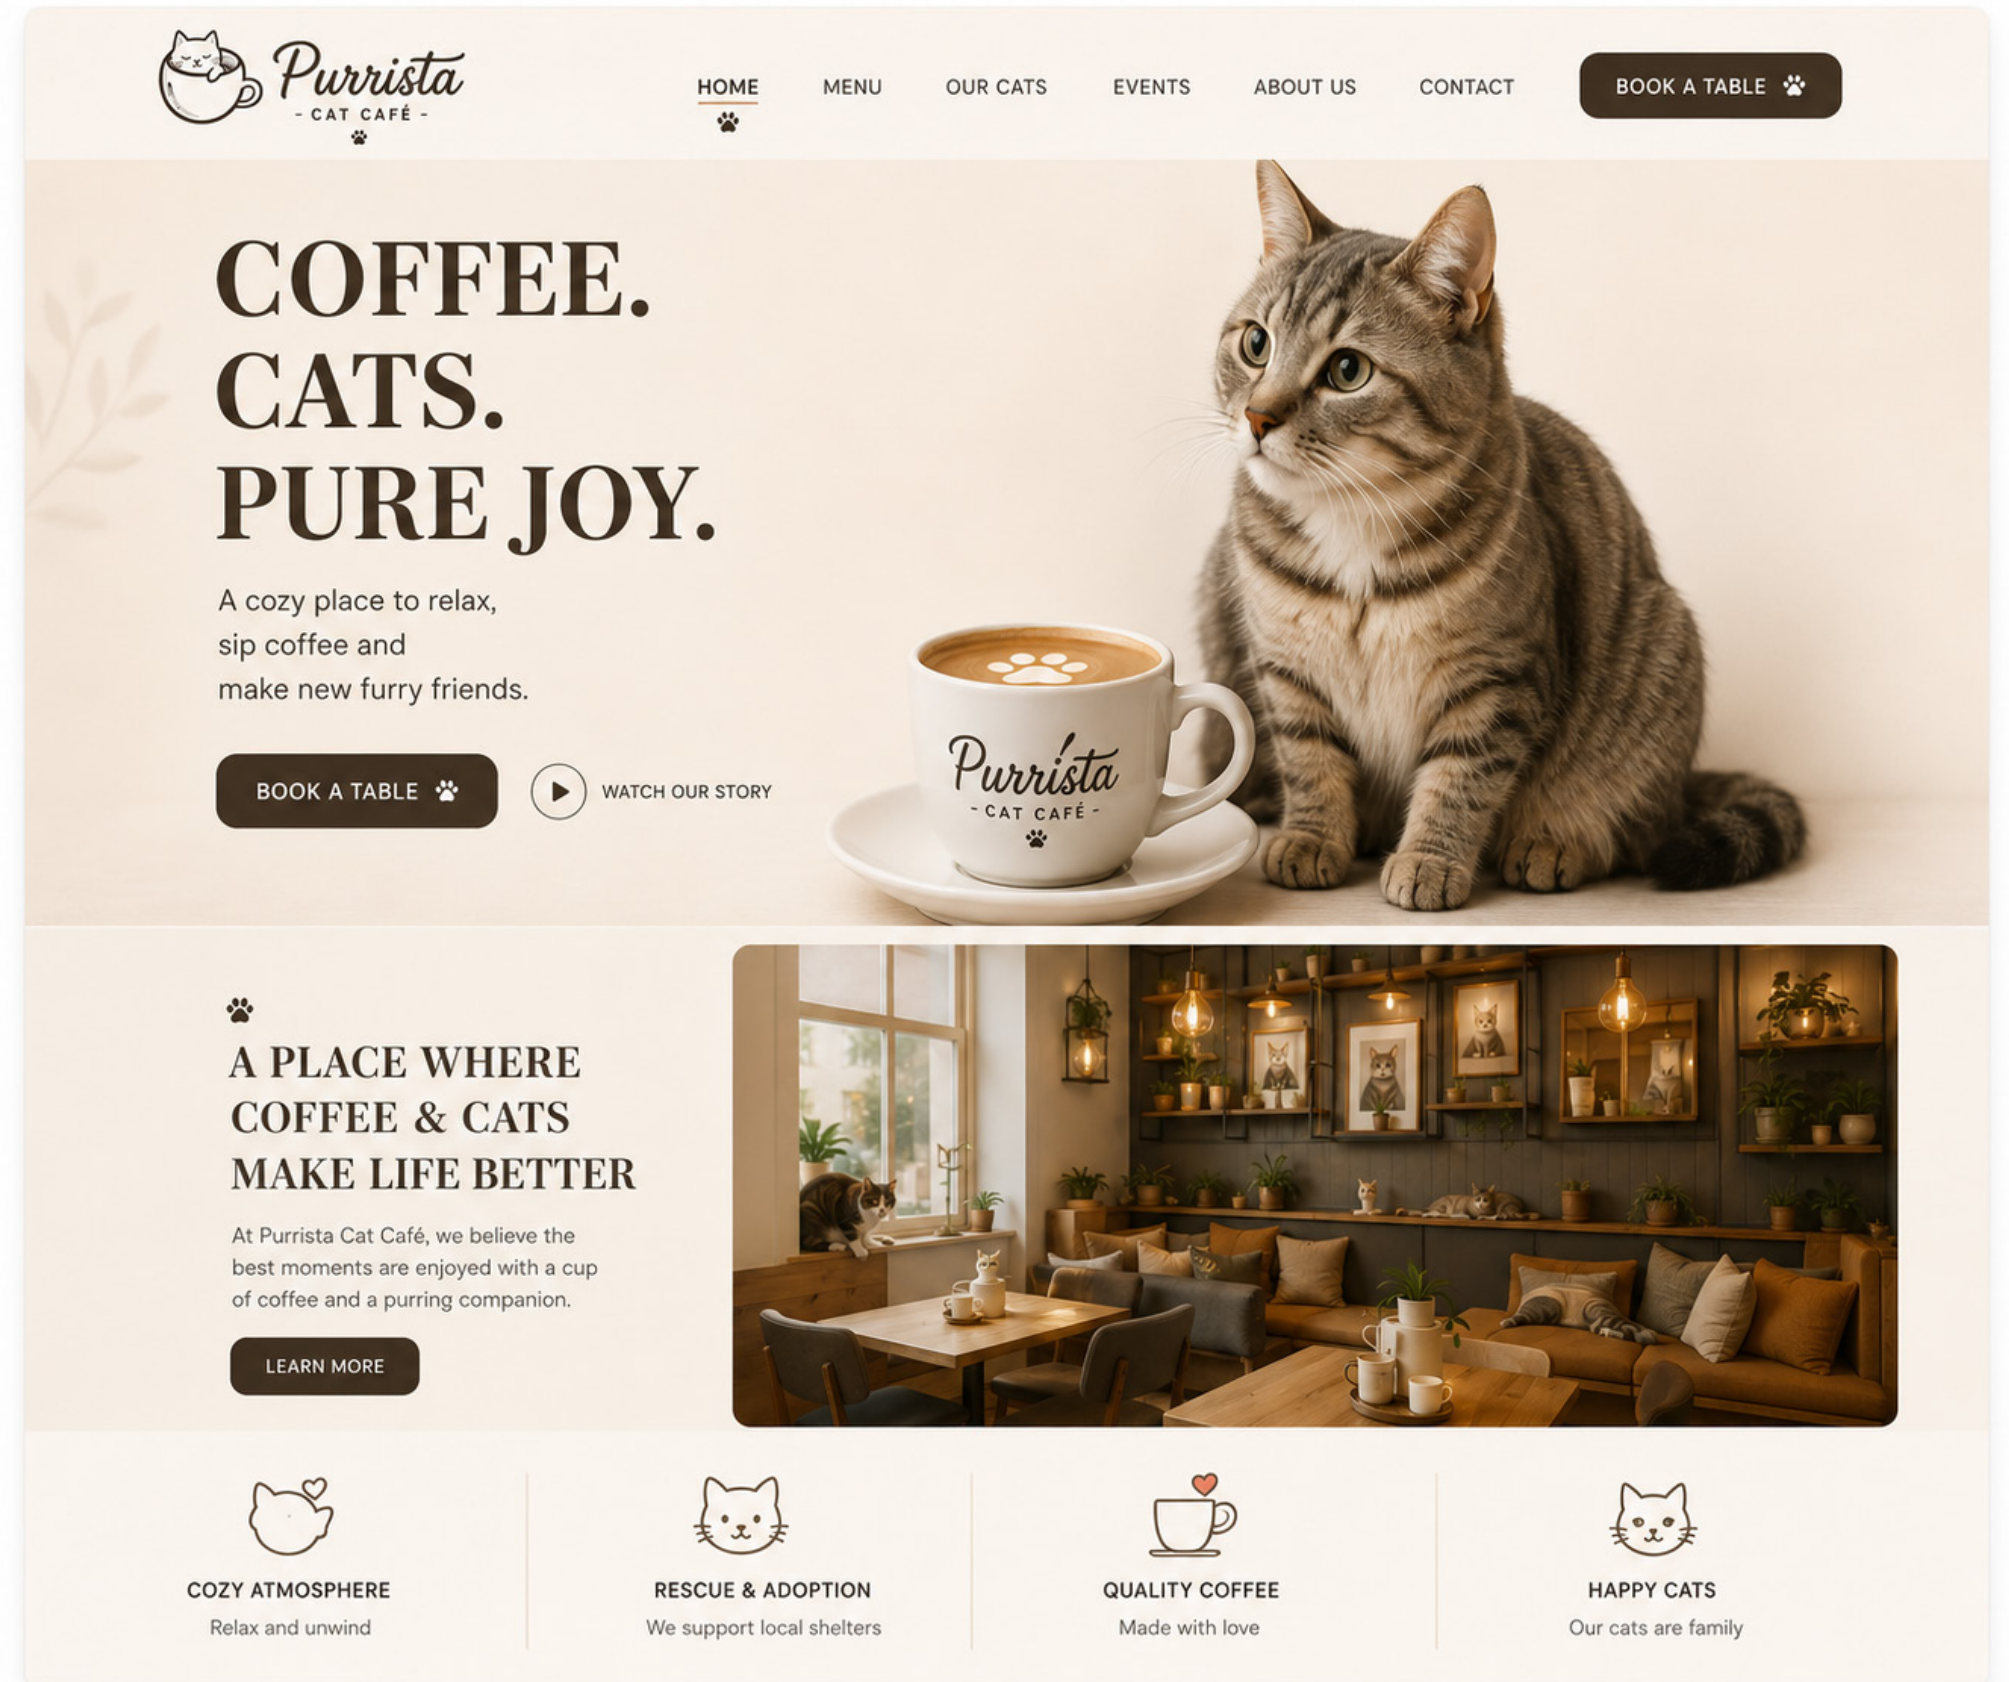 Purrista
- CAT CAFÉ -
HOME
MENU
OUR CATS
EVENTS
ABOUT US
CONTACT
BOOK A TABLE
COFFEE.
CATS.
PURE JOY.
A cozy place to relax,
sip coffee and
make new furry friends.
BOOK A TABLE
WATCH OUR STORY
Purrista
- CAT CAFÉ -
A PLACE WHERE
COFFEE & CATS
MAKE LIFE BETTER
At Purrista Cat Café, we believe the
best moments are enjoyed with a cup
of coffee and a purring companion.
LEARN MORE
COZY ATMOSPHERE
Relax and unwind
RESCUE & ADOPTION
We support local shelters
QUALITY COFFEE
Made with love
HAPPY CATS
Our cats are family